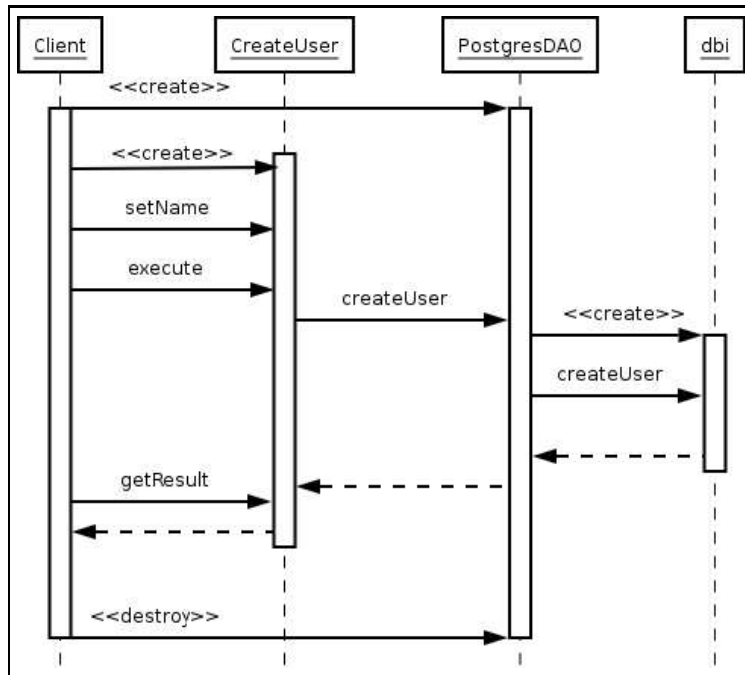 Client
CreateUser
PostgresDAO
dbi
<<create>>
<<create>>
setName
execute
createUser
<<create>>
createUser
getResult
<<destroy>>